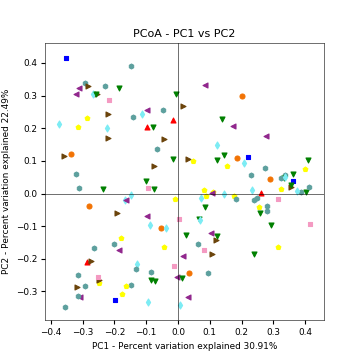 PCoA - PC1 vs PC2
PC2 - Percent variation explained 22.49%
0.4
0.3
0.2
0.1
0.0
−0.1
−0.2
−0.3
−0.4 −0.3 −0.2 −0.1 0.0 0.1 0.2 0.3 0.4
PC1 - Percent variation explained 30.91%